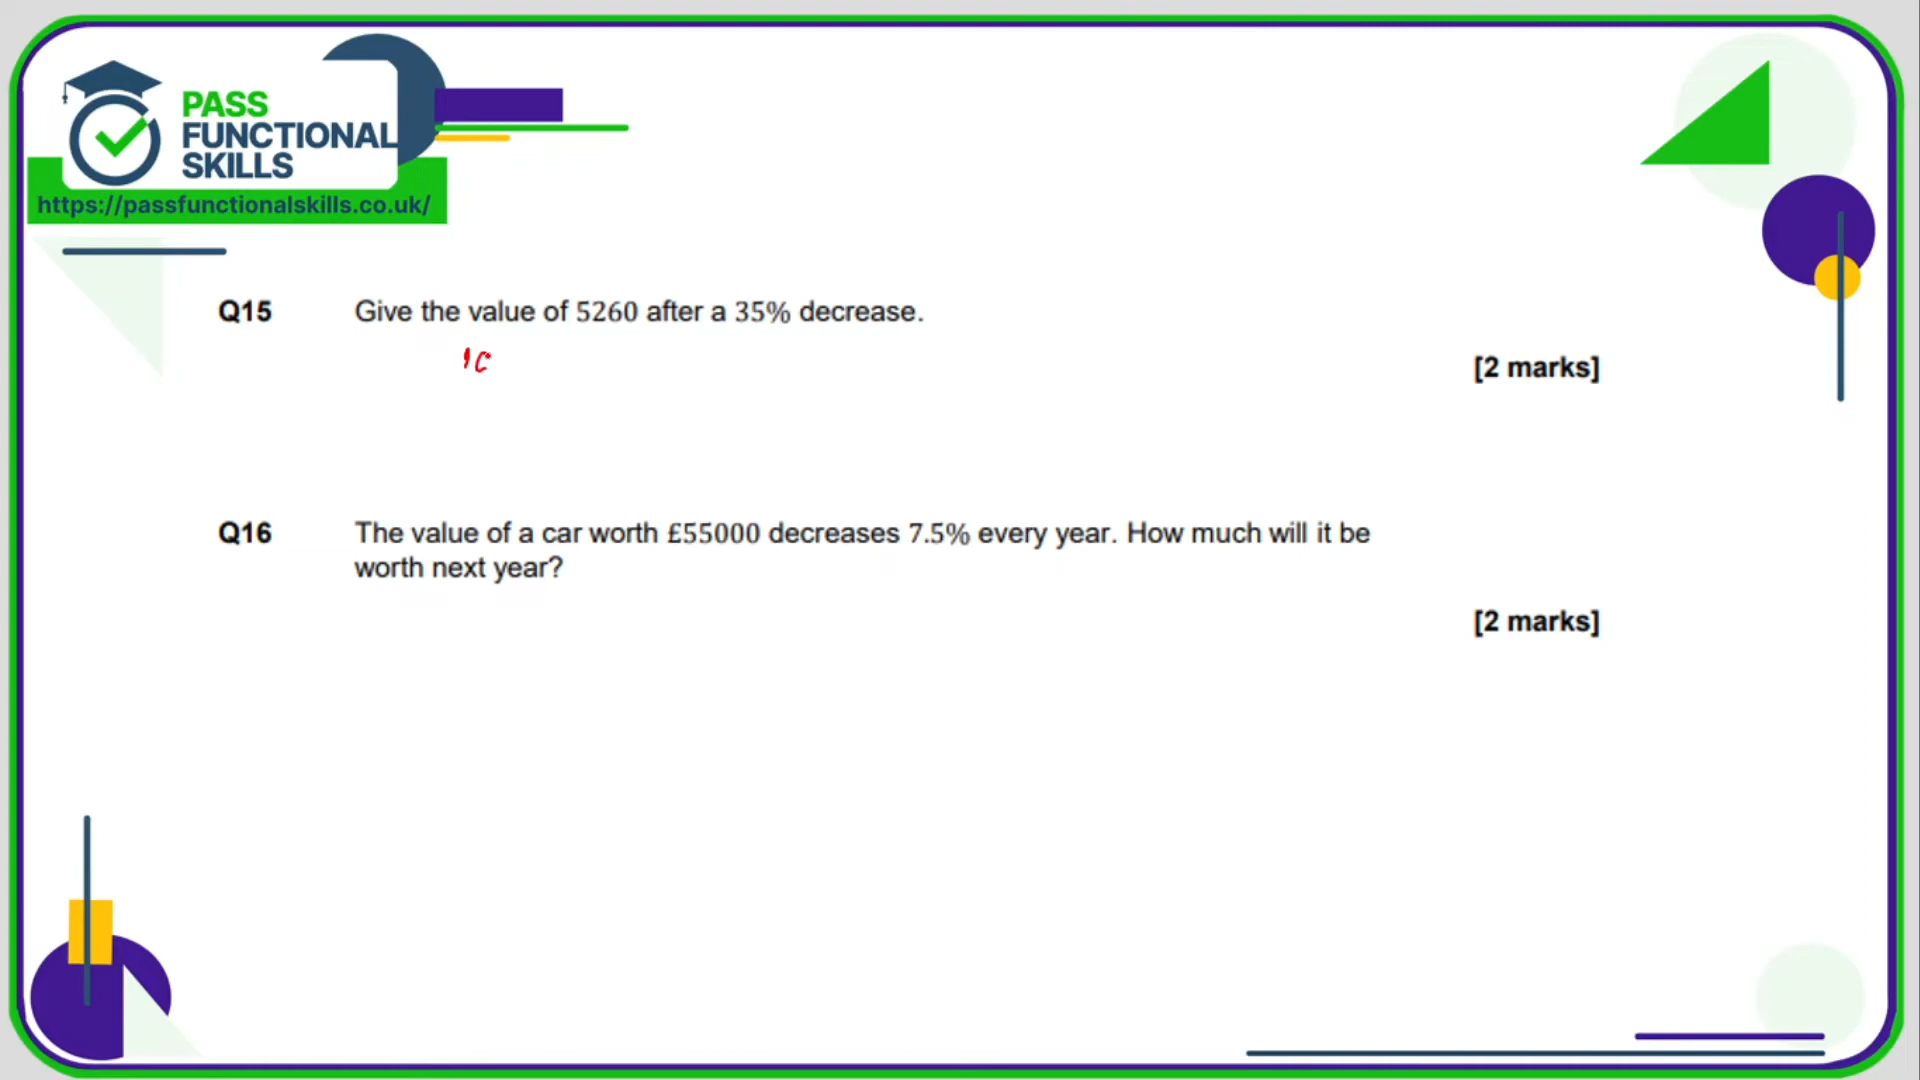 PASS
FUNCTIONAL
SKILLS
https://passfunctionalskills.co.uk/
Q15 Give the value of 5260 after a 35% decrease.
[2 marks]
Q16 The value of a car worth £55000 decreases 7.5% every year. How much will it be
worth next year?
[2 marks]